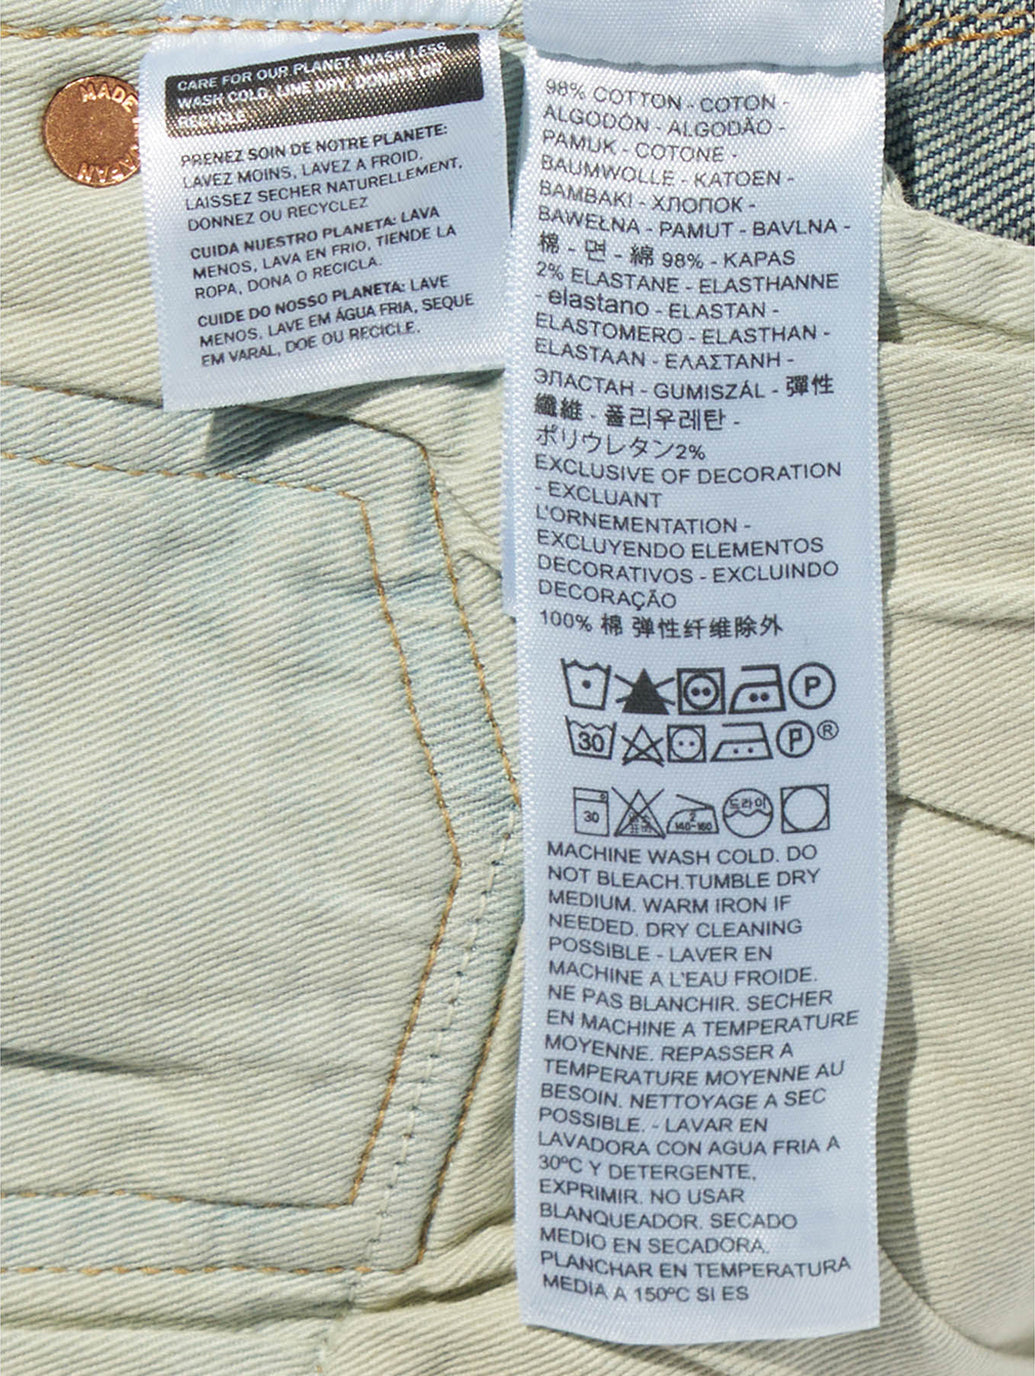 MADE
CARE FOR OUR PLANET. WASH LESS,
WASH COLD, LINE DRY, DONATE OR
RECYCLE
PRENEZ SOIN DE NOTRE PLANETE:
LAVEZ MOINS, LAVEZ A FROID,
LAISSEZ SECHER NATURELLEMENT,
DONNEZ OU RECYCLEZ
CUIDA NUESTRO PLANETA: LAVA
MENOS, LAVA EN FRIO, TIENDE LA
ROPA, DONA O RECICLA.
CUIDE DO NOSSO PLANETA: LAVE
MENOS, LAVE EM ÁGUA FRIA, SEQUE
EM VARAL, DOE OU RECICLE.
98% COTTON - COTON -
ALGODÓN - ALGODÃO -
PAMUK - COTONE -
BAUMWOLLE - KATOEN -
BAMBAKI - ХЛОПОК -
BAWEŁNA - PAMUT - BAVLNA -
棉 - 면 - 綿 98% - KAPAS
2% ELASTANE - ELASTHANNE
- elastano - ELASTAN -
ELASTOMERO - ELASTHAN -
ELASTAAN - ΕΛΑΣΤΑΝΗ -
ЭЛАСТАН - GUMISZÁL - 彈性
纖維 - 폴리우레탄 -
ポリウレタン2%
EXCLUSIVE OF DECORATION
- EXCLUANT
L'ORNEMENTATION -
EXCLUYENDO ELEMENTOS
DECORATIVOS - EXCLUINDO
DECORAÇÃO
100% 棉 弹性纤维除外
P
30 P ®
30 2 140-160 드라이
MACHINE WASH COLD. DO
NOT BLEACH.TUMBLE DRY
MEDIUM. WARM IRON IF
NEEDED. DRY CLEANING
POSSIBLE - LAVER EN
MACHINE A L'EAU FROIDE.
NE PAS BLANCHIR. SECHER
EN MACHINE A TEMPERATURE
MOYENNE. REPASSER A
TEMPERATURE MOYENNE AU
BESOIN. NETTOYAGE A SEC
POSSIBLE. - LAVAR EN
LAVADORA CON AGUA FRIA A
30ºC Y DETERGENTE,
EXPRIMIR. NO USAR
BLANQUEADOR. SECADO
MEDIO EN SECADORA.
PLANCHAR EN TEMPERATURA
MEDIA A 150ºC SI ES